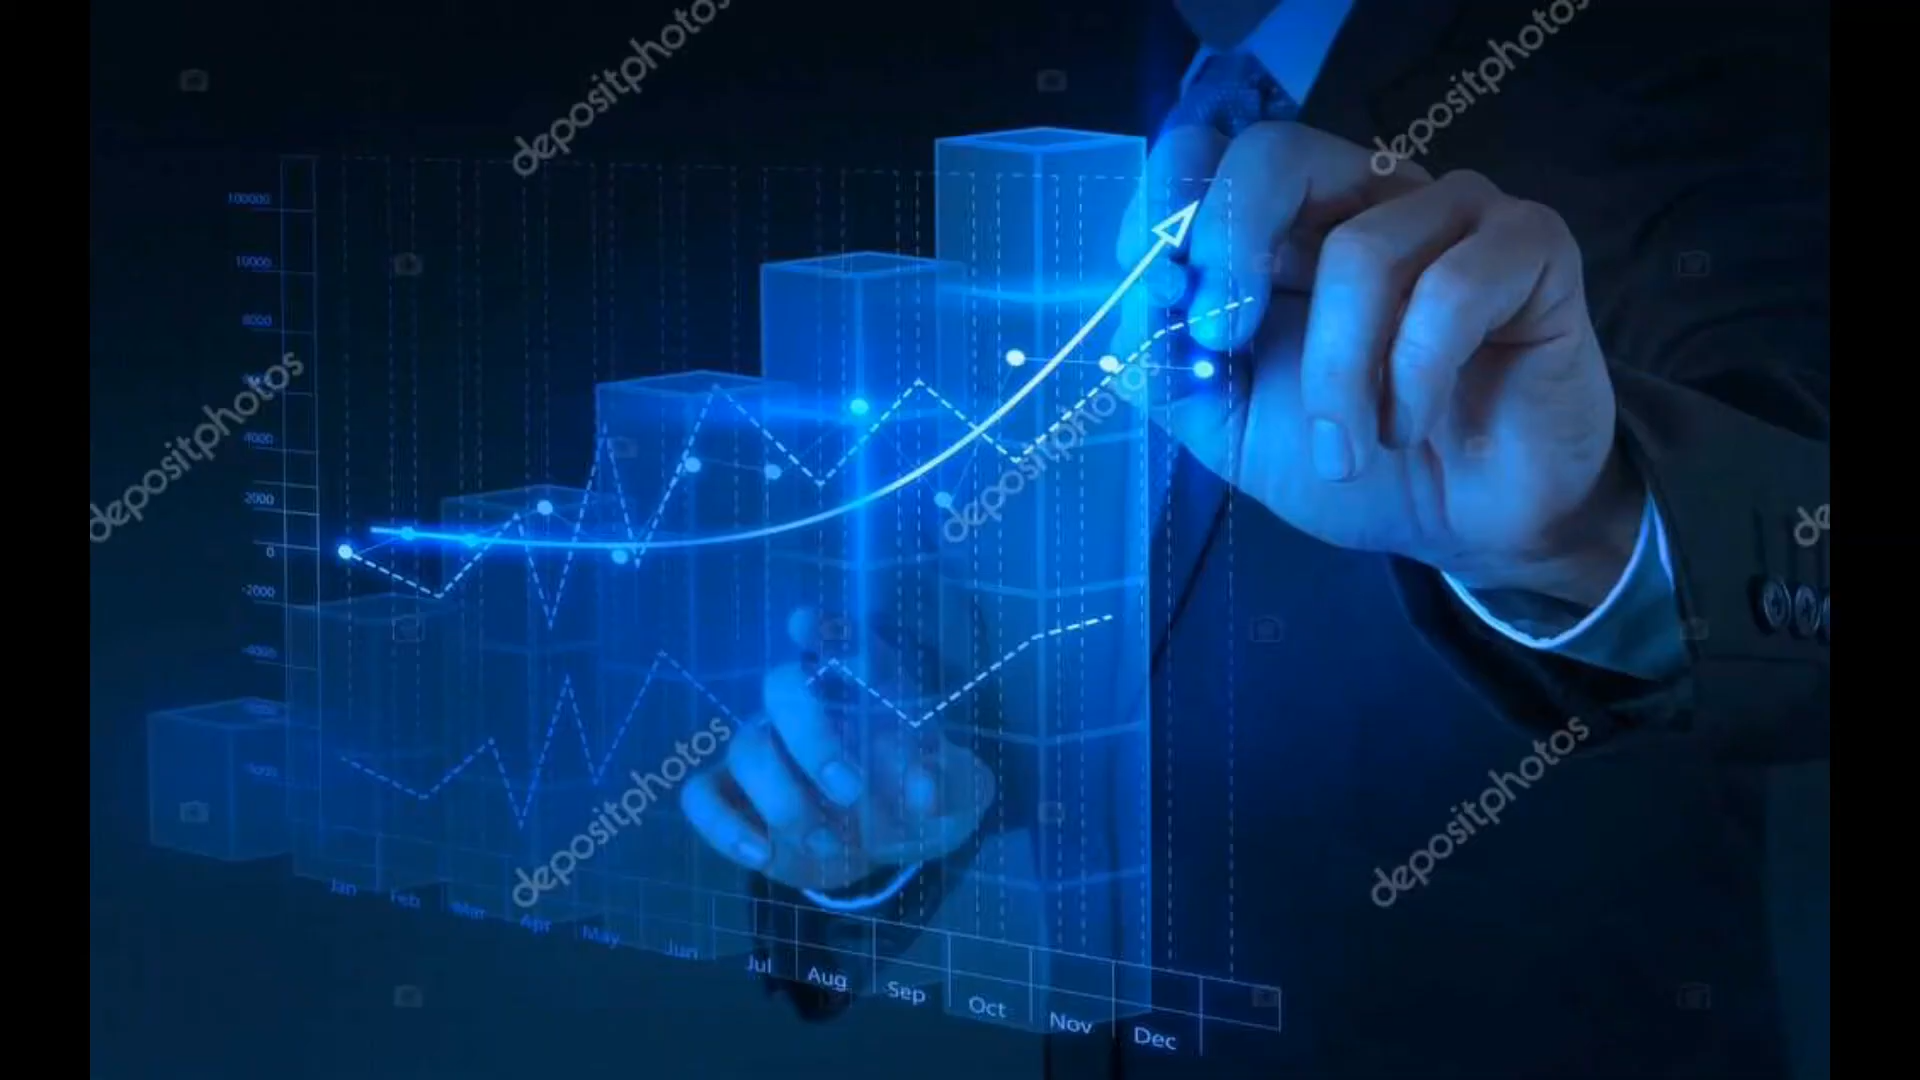 depositphotos
depositphotos
100000
10000
8000
4000
2000
0
-2000
-4000
depositphotos
depositphotos
depositphotos
depositphotos
Jan
Feb
Mar
Apr
May
Jun
Jul
Aug
Sep
Oct
Nov
Dec